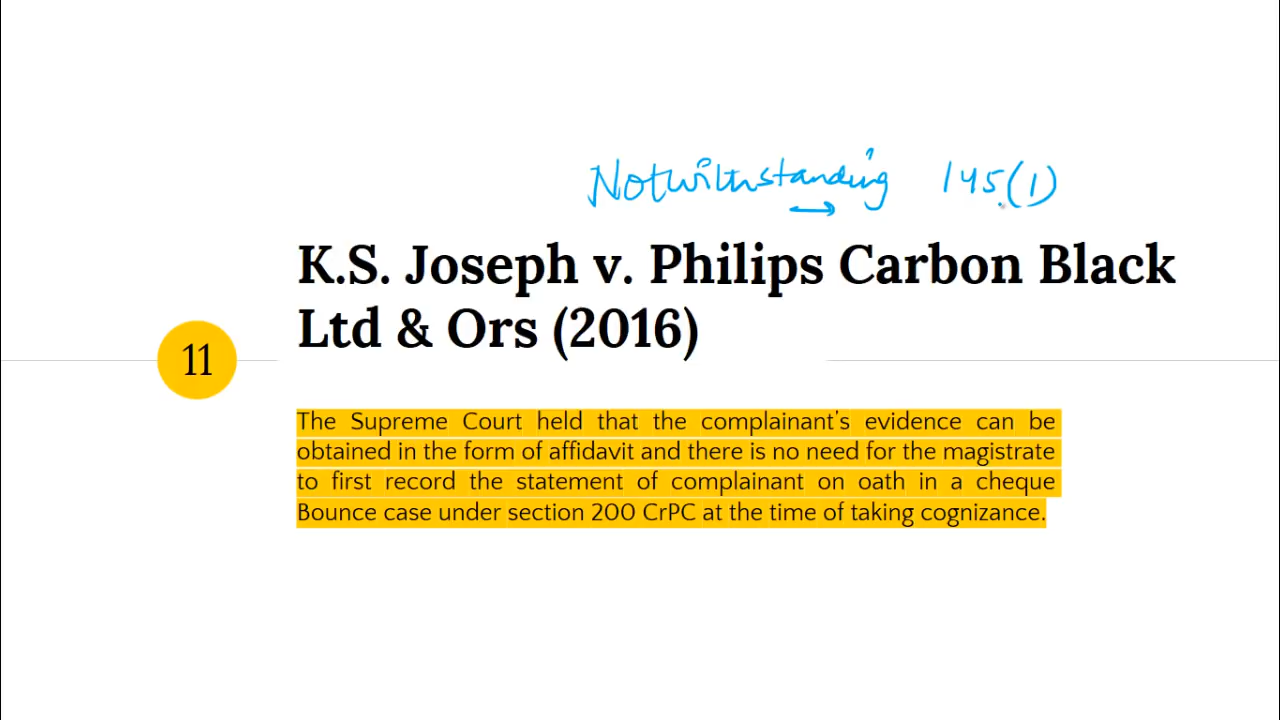 Notwithstanding 145(1)
K.S. Joseph v. Philips Carbon Black
Ltd & Ors (2016)
11
The Supreme Court held that the complainant's evidence can be
obtained in the form of affidavit and there is no need for the magistrate
to first record the statement of complainant on oath in a cheque
Bounce case under section 200 CrPC at the time of taking cognizance.